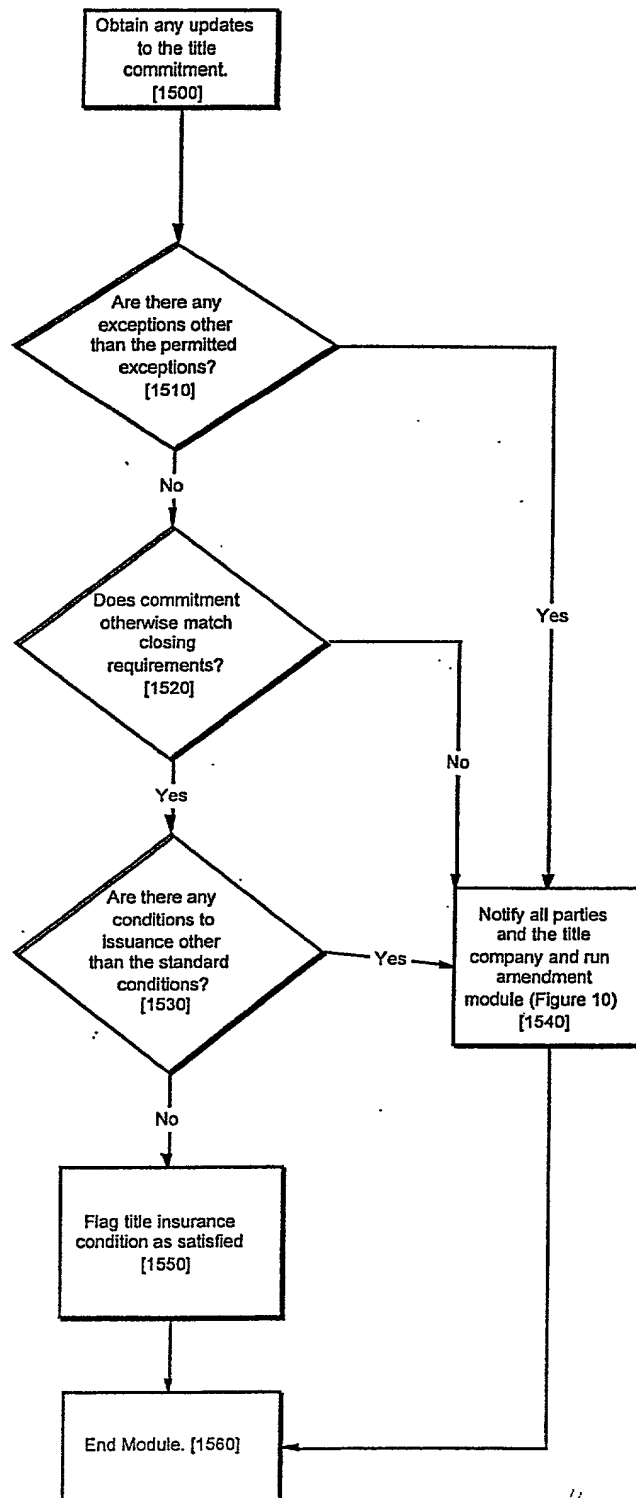 Obtain any updates
to the title
commitment.
[1500]
Are there any
exceptions other
than the permitted
exceptions?
[1510]
No
Yes
Does commitment
otherwise match
closing
requirements?
[1520]
No
Yes
Are there any
conditions to
issuance other
than the standard
conditions?
[1530]
Yes
Notify all parties
and the title
company and run
amendment
module (Figure 10)
[1540]
No
Flag title insurance
condition as satisfied
[1550]
End Module. [1560]